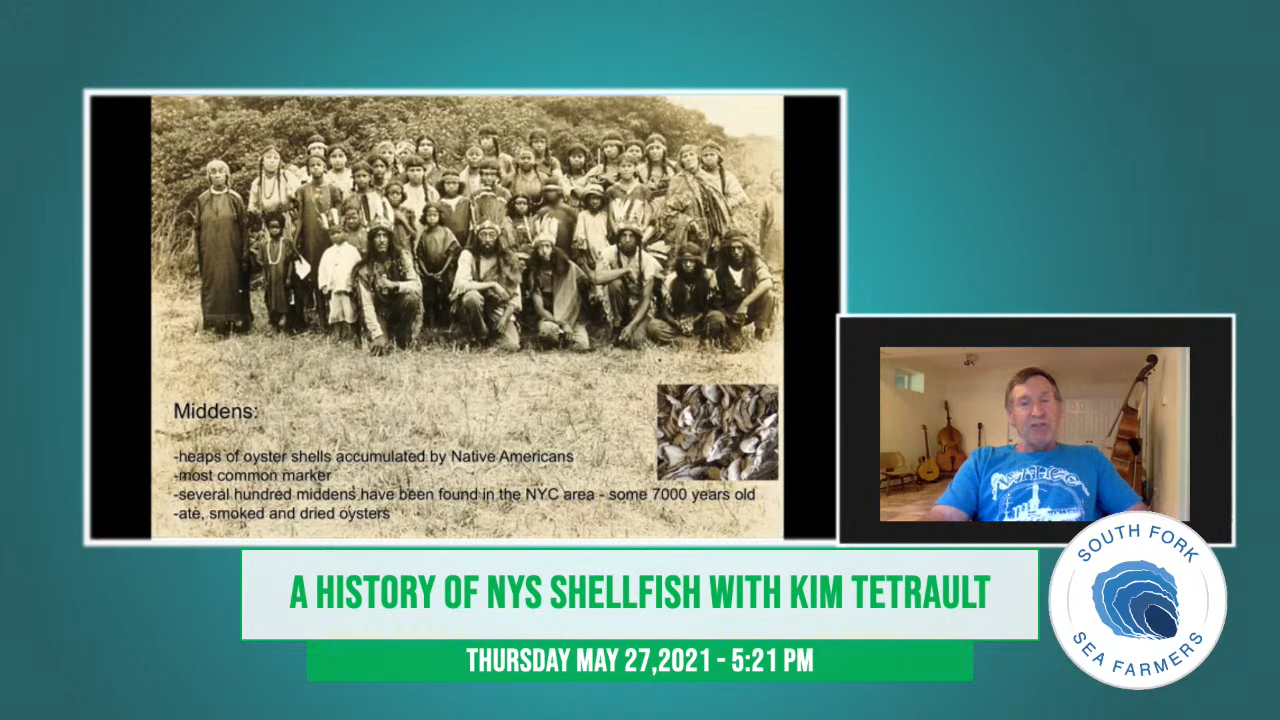 Middens:
-heaps of oyster shells accumulated by Native Americans
-most common marker
-several hundred middens have been found in the NYC area - some 7000 years old
-ate, smoked and dried oysters
A HISTORY OF NYS SHELLFISH WITH KIM TETRAULT
THURSDAY MAY 27,2021 - 5:21 PM
SOUTH FORK
SEA FARMERS